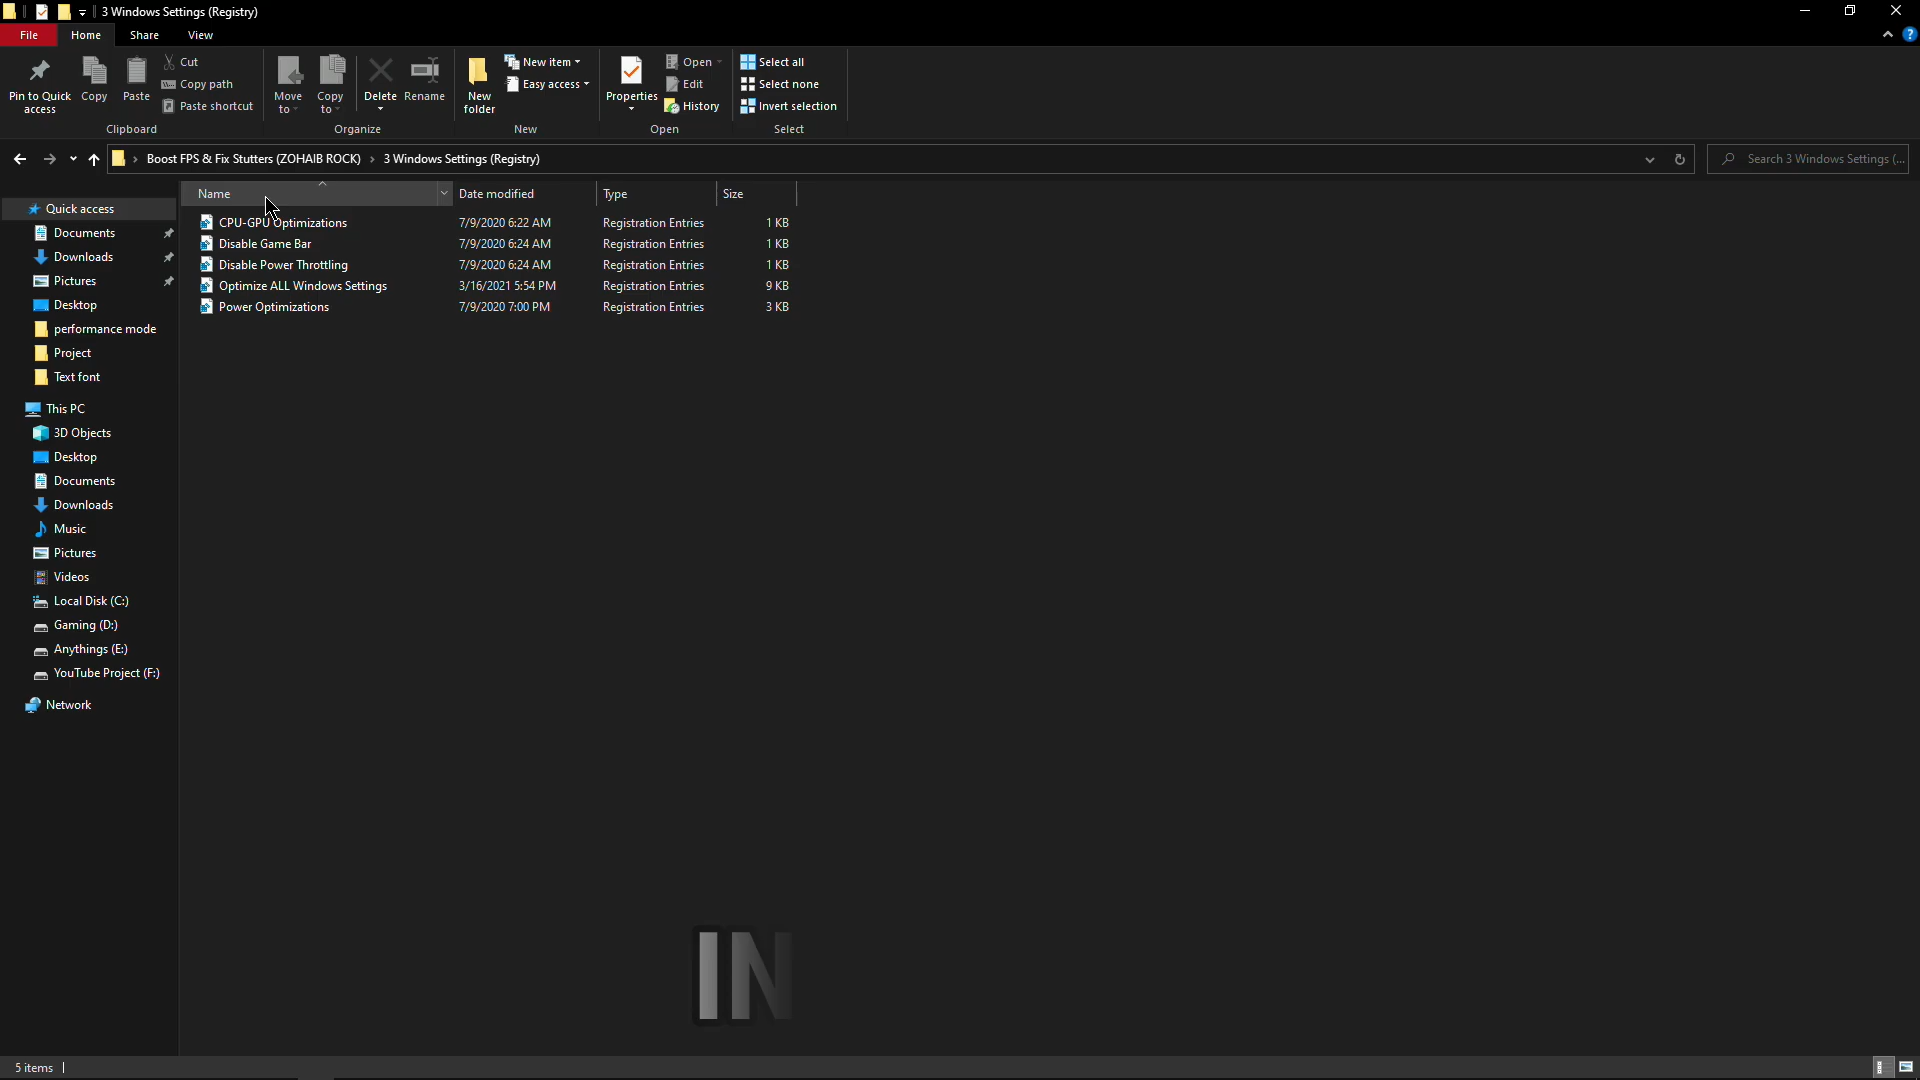 3 Windows Settings (Registry)
File Home Share View
Pin to Quick access
Copy
Paste
Cut
Copy path
Paste shortcut
Clipboard
Move to
Copy to
Delete
Rename
Organize
New folder
New item
Easy access
New
Properties
Open
Edit
History
Open
Select all
Select none
Invert selection
Select
Boost FPS & Fix Stutters (ZOHAIB ROCK) › 3 Windows Settings (Registry)
Search 3 Windows Settings (...
Name Date modified Type Size
CPU-GPU Optimizations 7/9/2020 6:22 AM Registration Entries 1 KB
Disable Game Bar 7/9/2020 6:24 AM Registration Entries 1 KB
Disable Power Throttling 7/9/2020 6:24 AM Registration Entries 1 KB
Optimize ALL Windows Settings 3/16/2021 5:54 PM Registration Entries 9 KB
Power Optimizations 7/9/2020 7:00 PM Registration Entries 3 KB
Quick access
Documents
Downloads
Pictures
Desktop
performance mode
Project
Text font
This PC
3D Objects
Desktop
Documents
Downloads
Music
Pictures
Videos
Local Disk (C:)
Gaming (D:)
Anythings (E:)
YouTube Project (F:)
Network
IN
5 items